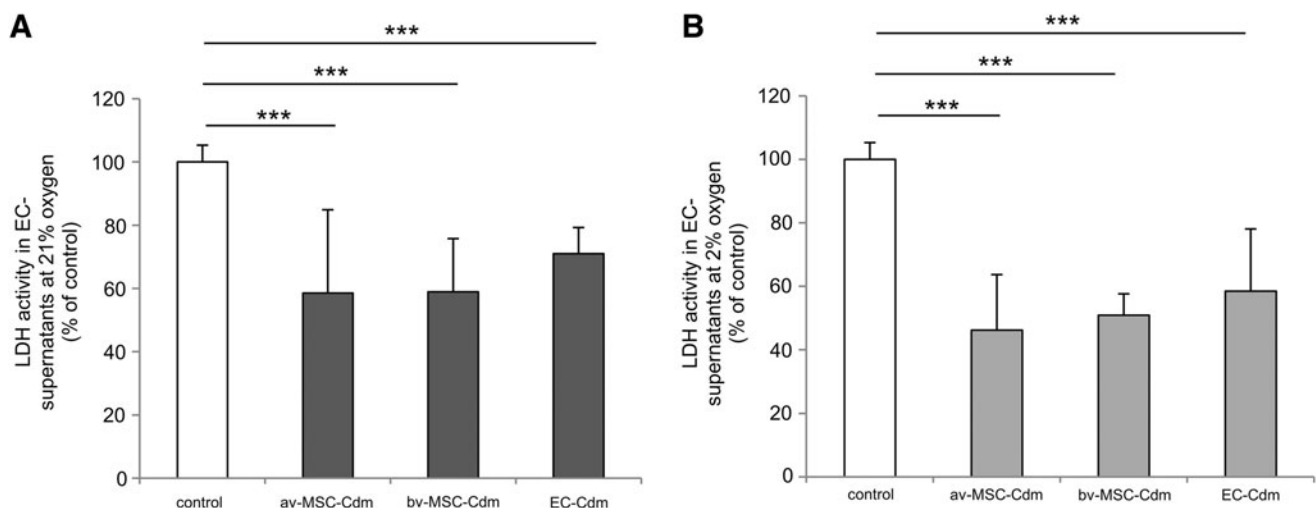 A
***
***
***
LDH activity in EC-
supernatants at 21% oxygen
(% of control)
120
100
80
60
40
20
0
control av-MSC-Cdm bv-MSC-Cdm EC-Cdm
B
***
***
***
LDH activity in EC-
supernatants at 2% oxygen
(% of control)
120
100
80
60
40
20
0
control av-MSC-Cdm bv-MSC-Cdm EC-Cdm